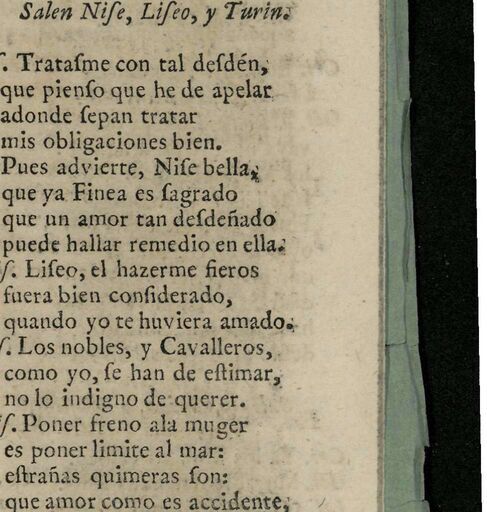 Salen Niſe, Liſeo, y Turin.
ſ. Trataſme con tal deſdén,
que pienſo que he de apelar
adonde ſepan tratar
mis obligaciones bien.
Pues advierte, Niſe bella,
que ya Finea es ſagrado
que un amor tan deſdeñado
puede hallar remedio en ella.
iſ. Liſeo, el hazerme fieros
fuera bien conſiderado,
quando yo te huviera amado.
ſ. Los nobles, y Cavalleros,
como yo, ſe han de eſtimar,
no lo indigno de querer.
iſ. Poner freno ala muger
es poner limite al mar:
eſtrañas quimeras ſon:
que amor como es accidente,